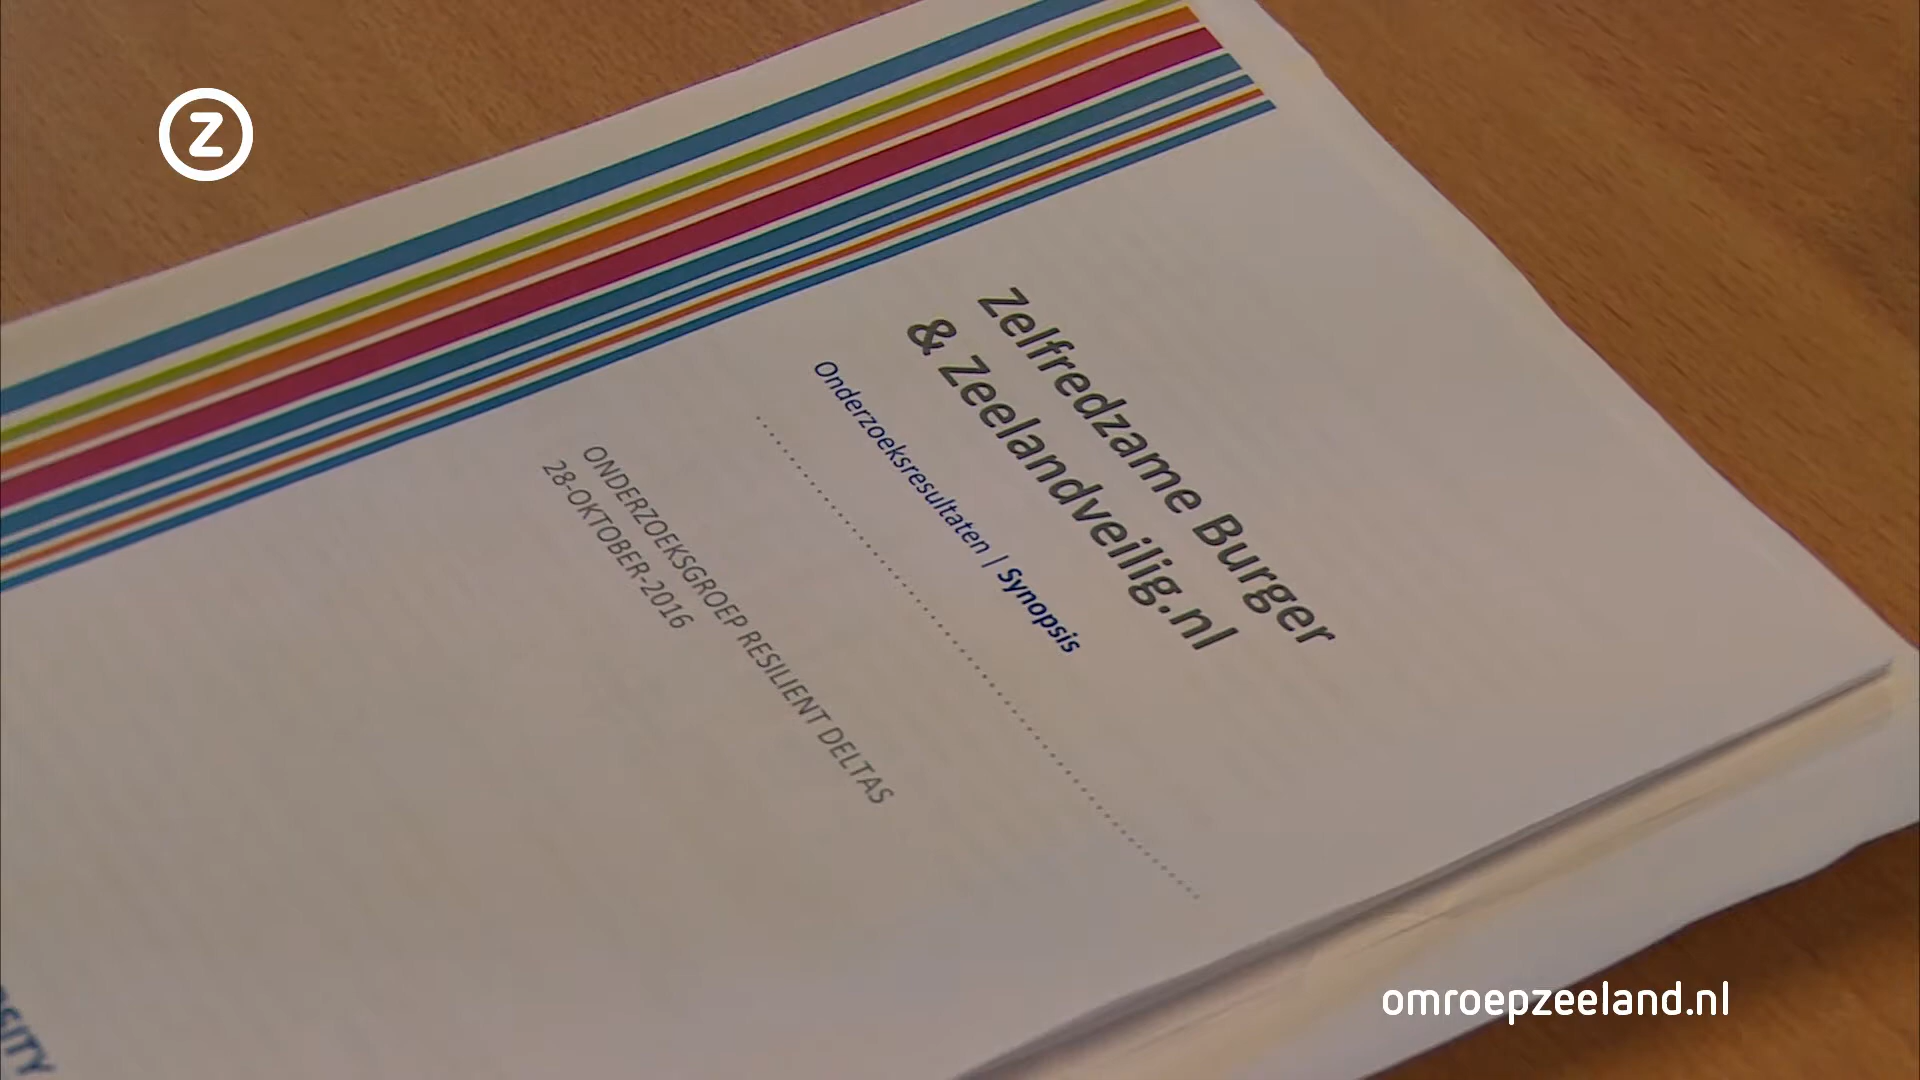 Z
Zelfredzame Burger
& Zeelandveilig.nl
Onderzoeksresultaten | Synopsis
ONDERZOEKSGROEP RESILIENT DELTAS
28-OKTOBER-2016
omroepzeeland.nl